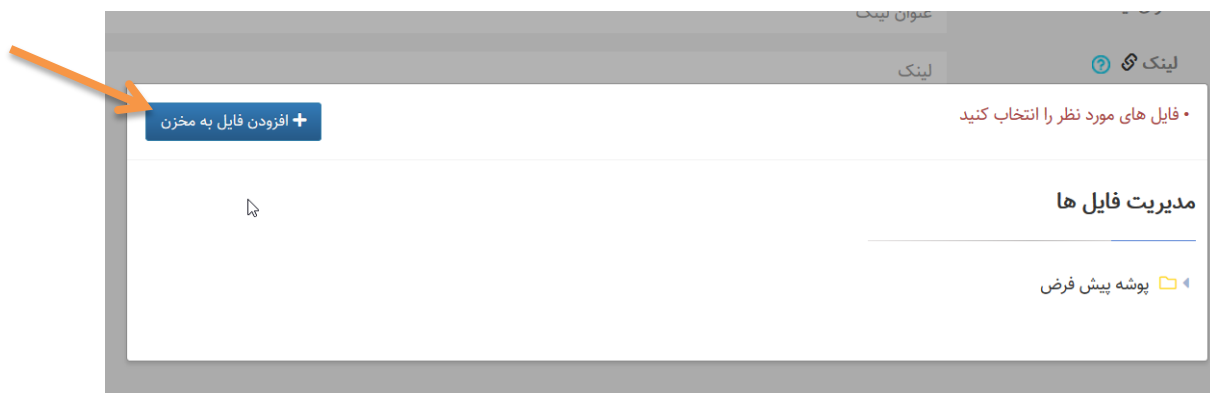 عنوان لینک
لینک
لینک
• فایل های مورد نظر را انتخاب کنید
افزودن فایل به مخزن
مدیریت فایل ها
پوشه پیش فرض